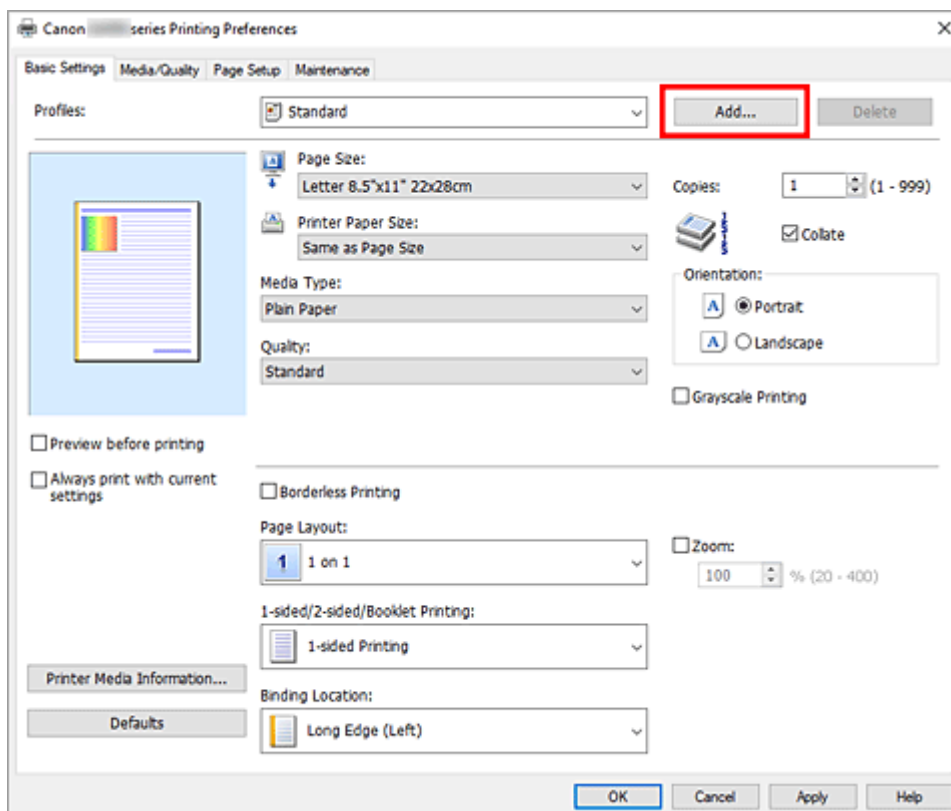 Canon series Printing Preferences
Basic Settings Media/Quality Page Setup Maintenance
Profiles: Standard Add... Delete
Page Size:
Letter 8.5"x11" 22x28cm
Copies: 1 (1 - 999)
Printer Paper Size:
Same as Page Size
Collate
Media Type:
Plain Paper
Orientation:
A Portrait
A Landscape
Quality:
Standard
Grayscale Printing
Preview before printing
Always print with current
settings
Borderless Printing
Page Layout:
1 1 on 1
Zoom:
100 % (20 - 400)
1-sided/2-sided/Booklet Printing:
1-sided Printing
Printer Media Information...
Binding Location:
Defaults
Long Edge (Left)
OK Cancel Apply Help